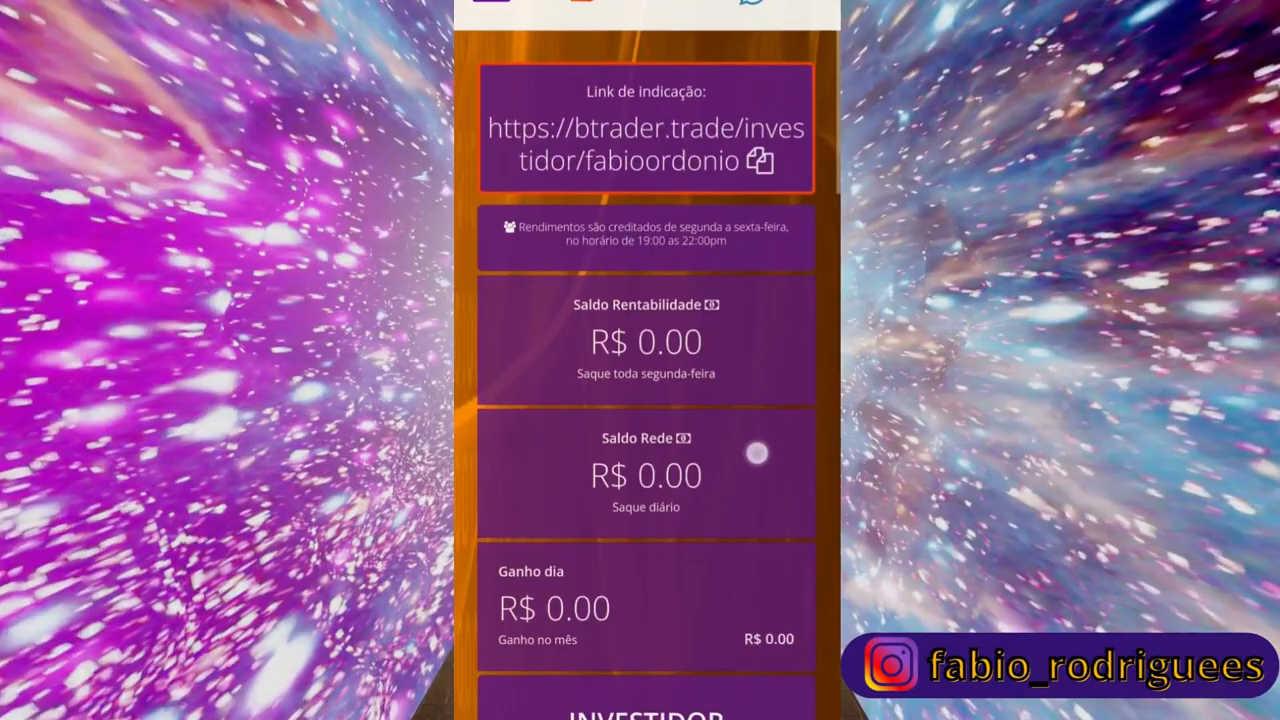 Link de indicação:
https://btrader.trade/inves
tidor/fabioordonio
Rendimentos são creditados de segunda a sexta-feira,
no horário de 19:00 as 22:00pm
Saldo Rentabilidade
R$ 0.00
Saque toda segunda-feira
Saldo Rede
R$ 0.00
Saque diário
Ganho dia
R$ 0.00
Ganho no mês R$ 0.00
INVESTIDOR
fabio_rodriguees